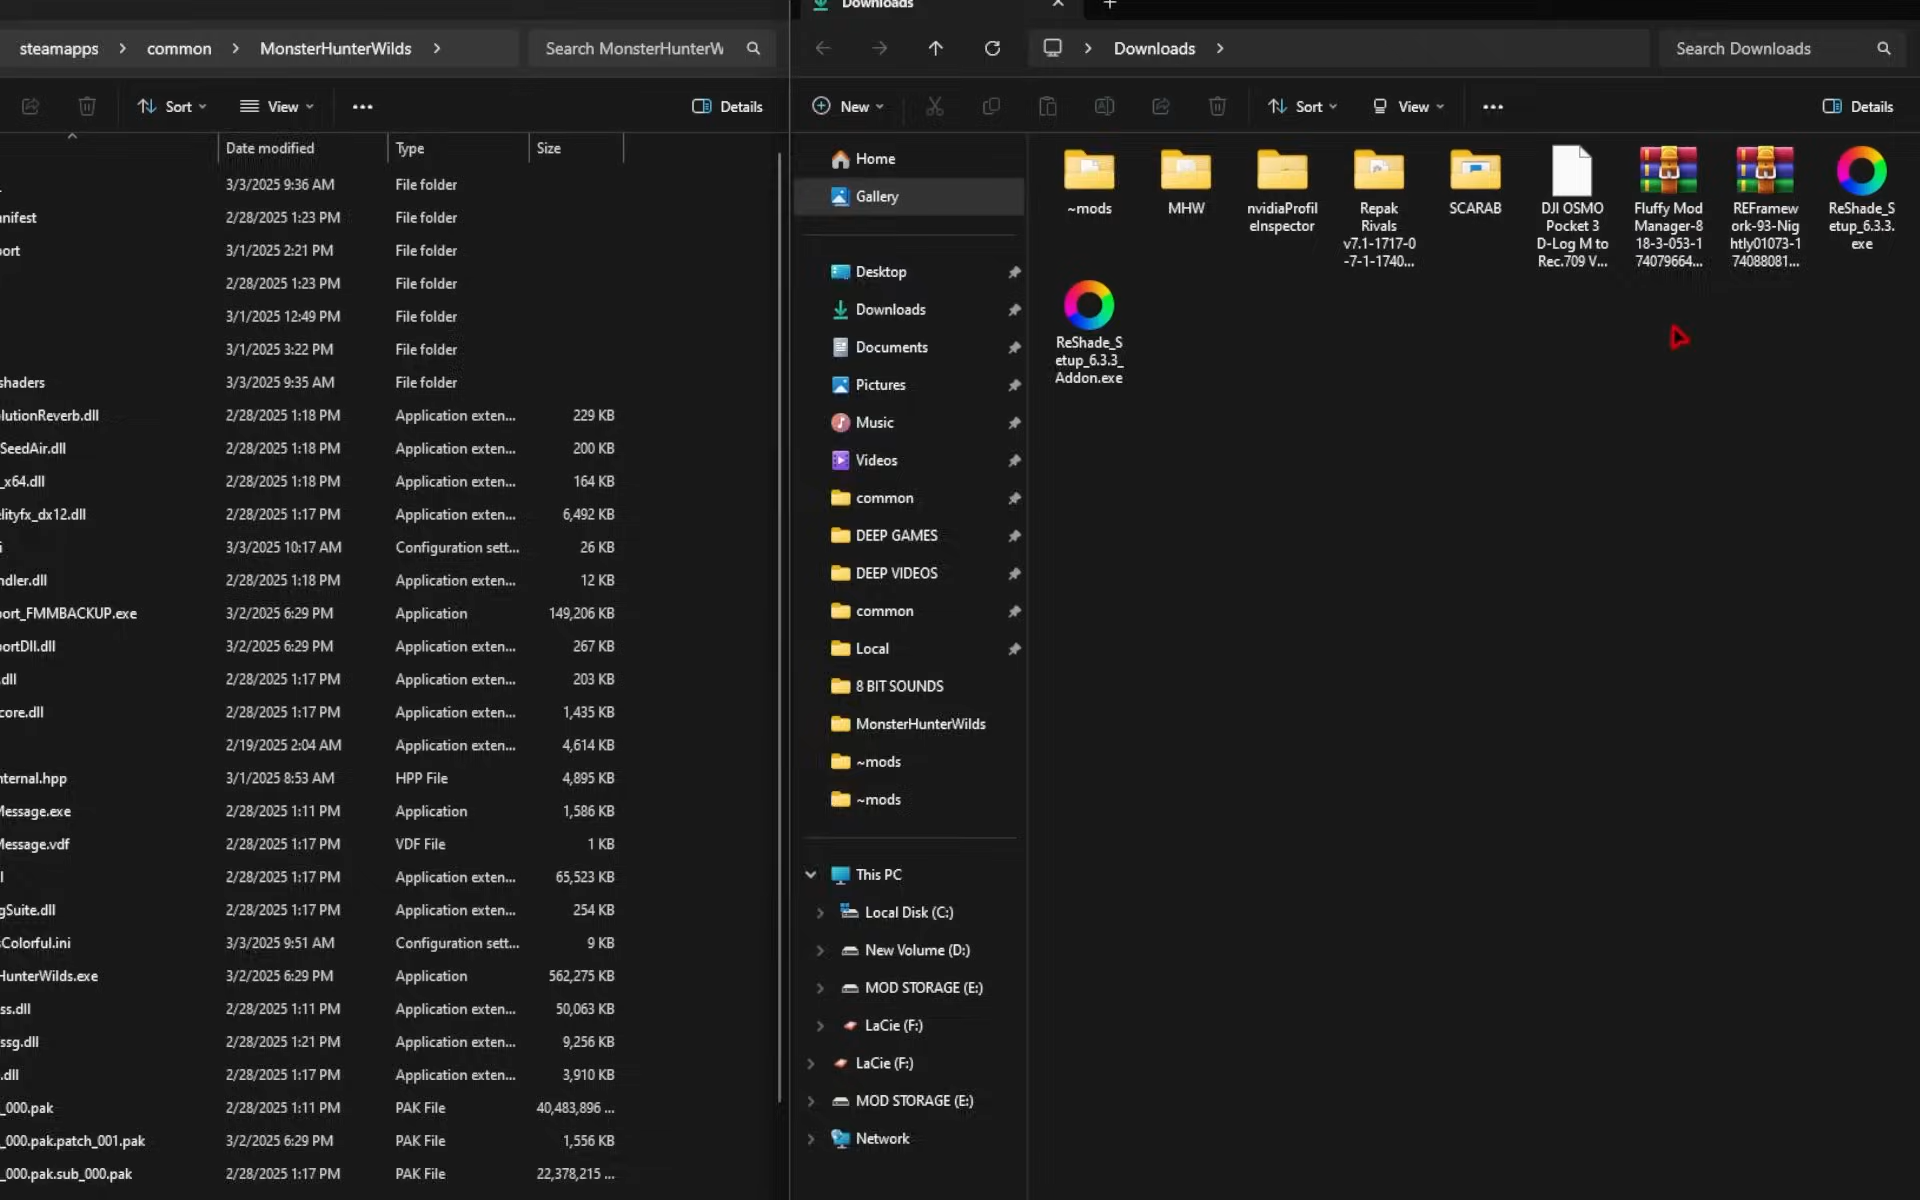 steamapps > common > MonsterHunterWilds >
Search MonsterHunterW
Sort
View
Details
Date modified
Type
Size
3/3/2025 9:36 AM File folder
nifest 2/28/2025 1:23 PM File folder
ort 3/1/2025 2:21 PM File folder
2/28/2025 1:23 PM File folder
3/1/2025 12:49 PM File folder
3/1/2025 3:22 PM File folder
shaders 3/3/2025 9:35 AM File folder
lutionReverb.dll 2/28/2025 1:18 PM Application exten... 229 KB
SeedAir.dll 2/28/2025 1:18 PM Application exten... 200 KB
_x64.dll 2/28/2025 1:18 PM Application exten... 164 KB
lityfx_dx12.dll 2/28/2025 1:17 PM Application exten... 6,492 KB
i 3/3/2025 10:17 AM Configuration sett... 26 KB
ndler.dll 2/28/2025 1:18 PM Application exten... 12 KB
ort_FMMBACKUP.exe 3/2/2025 6:29 PM Application 149,206 KB
ortDll.dll 3/2/2025 6:29 PM Application exten... 267 KB
.dll 2/28/2025 1:17 PM Application exten... 203 KB
core.dll 2/28/2025 1:17 PM Application exten... 1,435 KB
2/19/2025 2:04 AM Application exten... 4,614 KB
nternal.hpp 3/1/2025 8:53 AM HPP File 4,895 KB
Message.exe 2/28/2025 1:11 PM Application 1,586 KB
Message.vdf 2/28/2025 1:17 PM VDF File 1 KB
l 2/28/2025 1:17 PM Application exten... 65,523 KB
gSuite.dll 2/28/2025 1:17 PM Application exten... 254 KB
sColorful.ini 3/3/2025 9:51 AM Configuration sett... 9 KB
HunterWilds.exe 3/2/2025 6:29 PM Application 562,275 KB
ss.dll 2/28/2025 1:11 PM Application exten... 50,063 KB
ssg.dll 2/28/2025 1:21 PM Application exten... 9,256 KB
.dll 2/28/2025 1:17 PM Application exten... 3,910 KB
_000.pak 2/28/2025 1:11 PM PAK File 40,483,896 ...
_000.pak.patch_001.pak 3/2/2025 6:29 PM PAK File 1,556 KB
_000.pak.sub_000.pak 2/28/2025 1:17 PM PAK File 22,378,215 ...
Downloads
Downloads >
Search Downloads
New
Sort
View
Details
Home
Gallery
Desktop
Downloads
Documents
Pictures
Music
Videos
common
DEEP GAMES
DEEP VIDEOS
common
Local
8 BIT SOUNDS
MonsterHunterWilds
~mods
~mods
This PC
Local Disk (C:)
New Volume (D:)
MOD STORAGE (E:)
LaCie (F:)
LaCie (F:)
MOD STORAGE (E:)
Network
~mods
MHW
nvidiaProfil
eInspector
Repak
Rivals
v7.1-1717-0
-7-1-1740...
SCARAB
DJI OSMO
Pocket 3
D-Log M to
Rec.709 V...
Fluffy Mod
Manager-8
18-3-053-1
74079664...
REFramew
ork-93-Nig
htly01073-1
74088081...
ReShade_S
etup_6.3.3.
exe
ReShade_S
etup_6.3.3_
Addon.exe